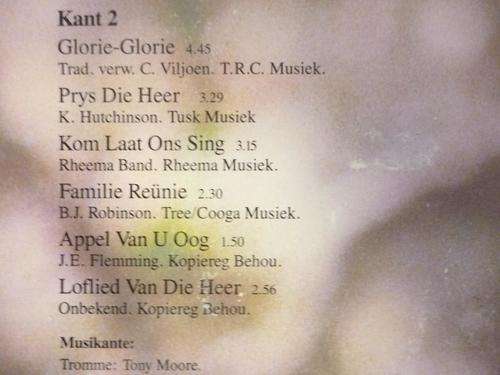 Kant 2
Glorie-Glorie 4.45
Trad. verw. C. Viljoen. T.R.C. Musiek.
Prys Die Heer 3.29
K. Hutchinson. Tusk Musiek
Kom Laat Ons Sing 3.15
Rheema Band. Rheema Musiek.
Familie Reünie 2.30
B.J. Robinson. Tree/Cooga Musiek.
Appel Van U Oog 1.50
J.E. Flemming. Kopiereg Behou.
Loflied Van Die Heer 2.56
Onbekend. Kopiereg Behou.
Musikante:
Tromme: Tony Moore.